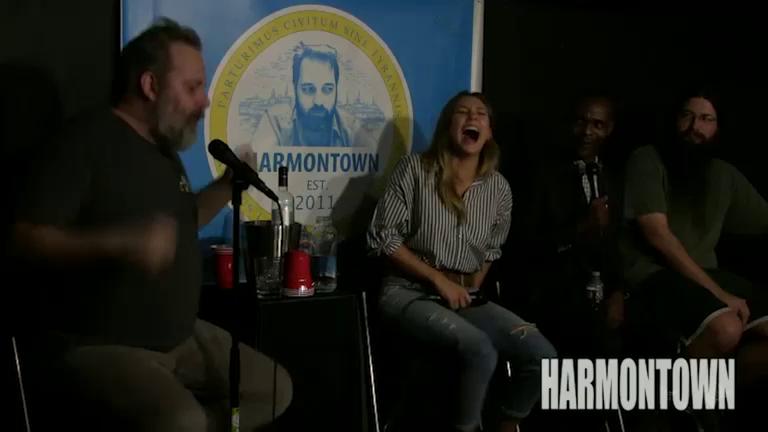 PARTURIMUS CIVITUM SINE TYRANNIS
HARMONTOWN
EST.
2011
HARMONTOWN